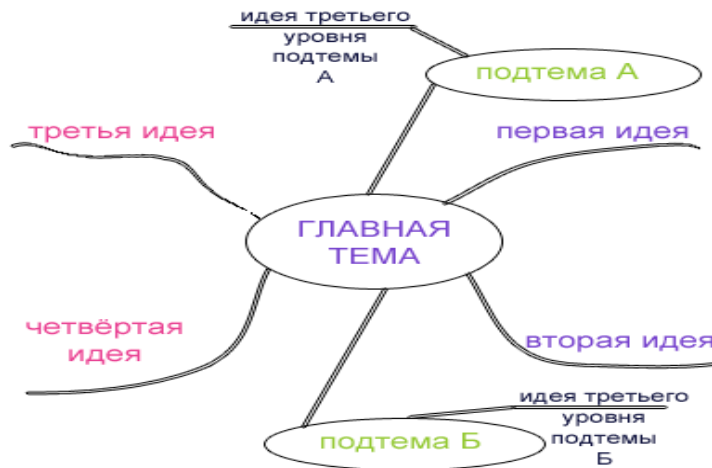 идея третьего
уровня
подтемы
А
подтема А
третья идея
первая идея
ГЛАВНАЯ
ТЕМА
четвёртая
идея
вторая идея
идея третьего
уровня
подтемы
Б
подтема Б